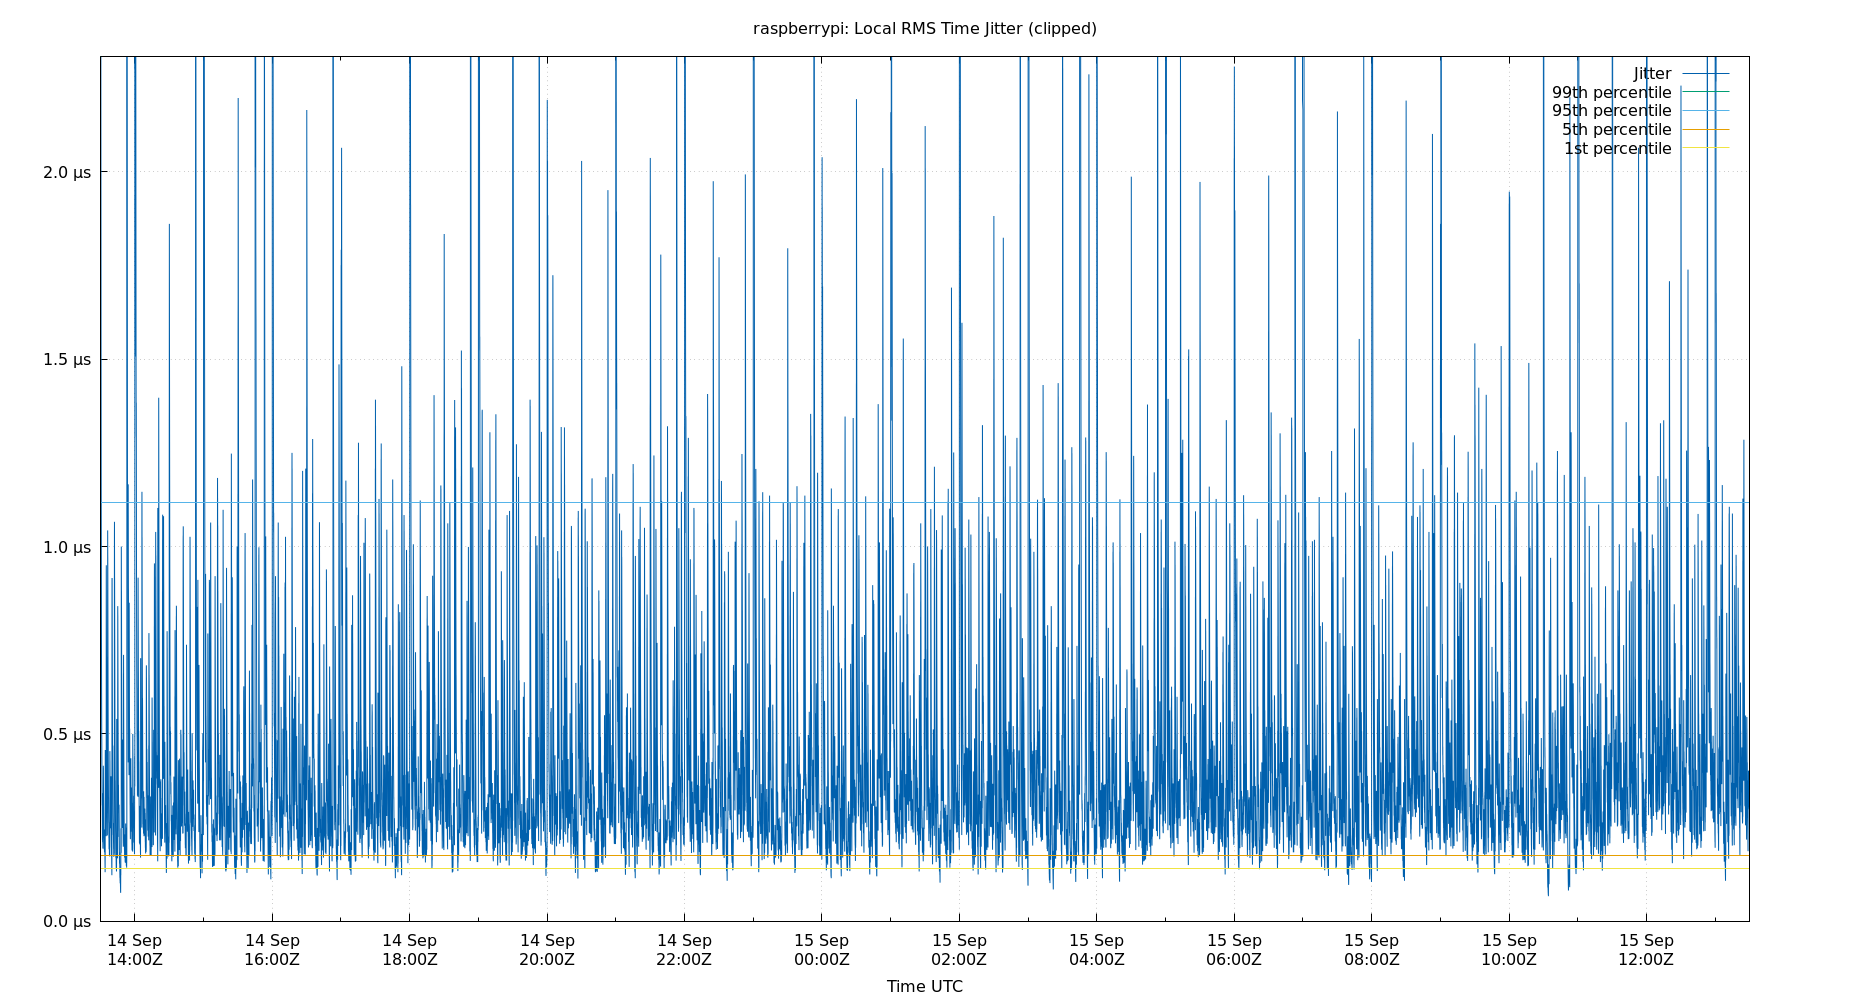 raspberrypi: Local RMS Time Jitter (clipped)
Jitter
99th percentile
95th percentile
5th percentile
1st percentile
2.0 µs
1.5 µs
1.0 µs
0.5 µs
0.0 µs
14 Sep 14 Sep 14 Sep 14 Sep 14 Sep 15 Sep 15 Sep 15 Sep 15 Sep 15 Sep 15 Sep 15 Sep
14:00Z 16:00Z 18:00Z 20:00Z 22:00Z 00:00Z 02:00Z 04:00Z 06:00Z 08:00Z 10:00Z 12:00Z
Time UTC